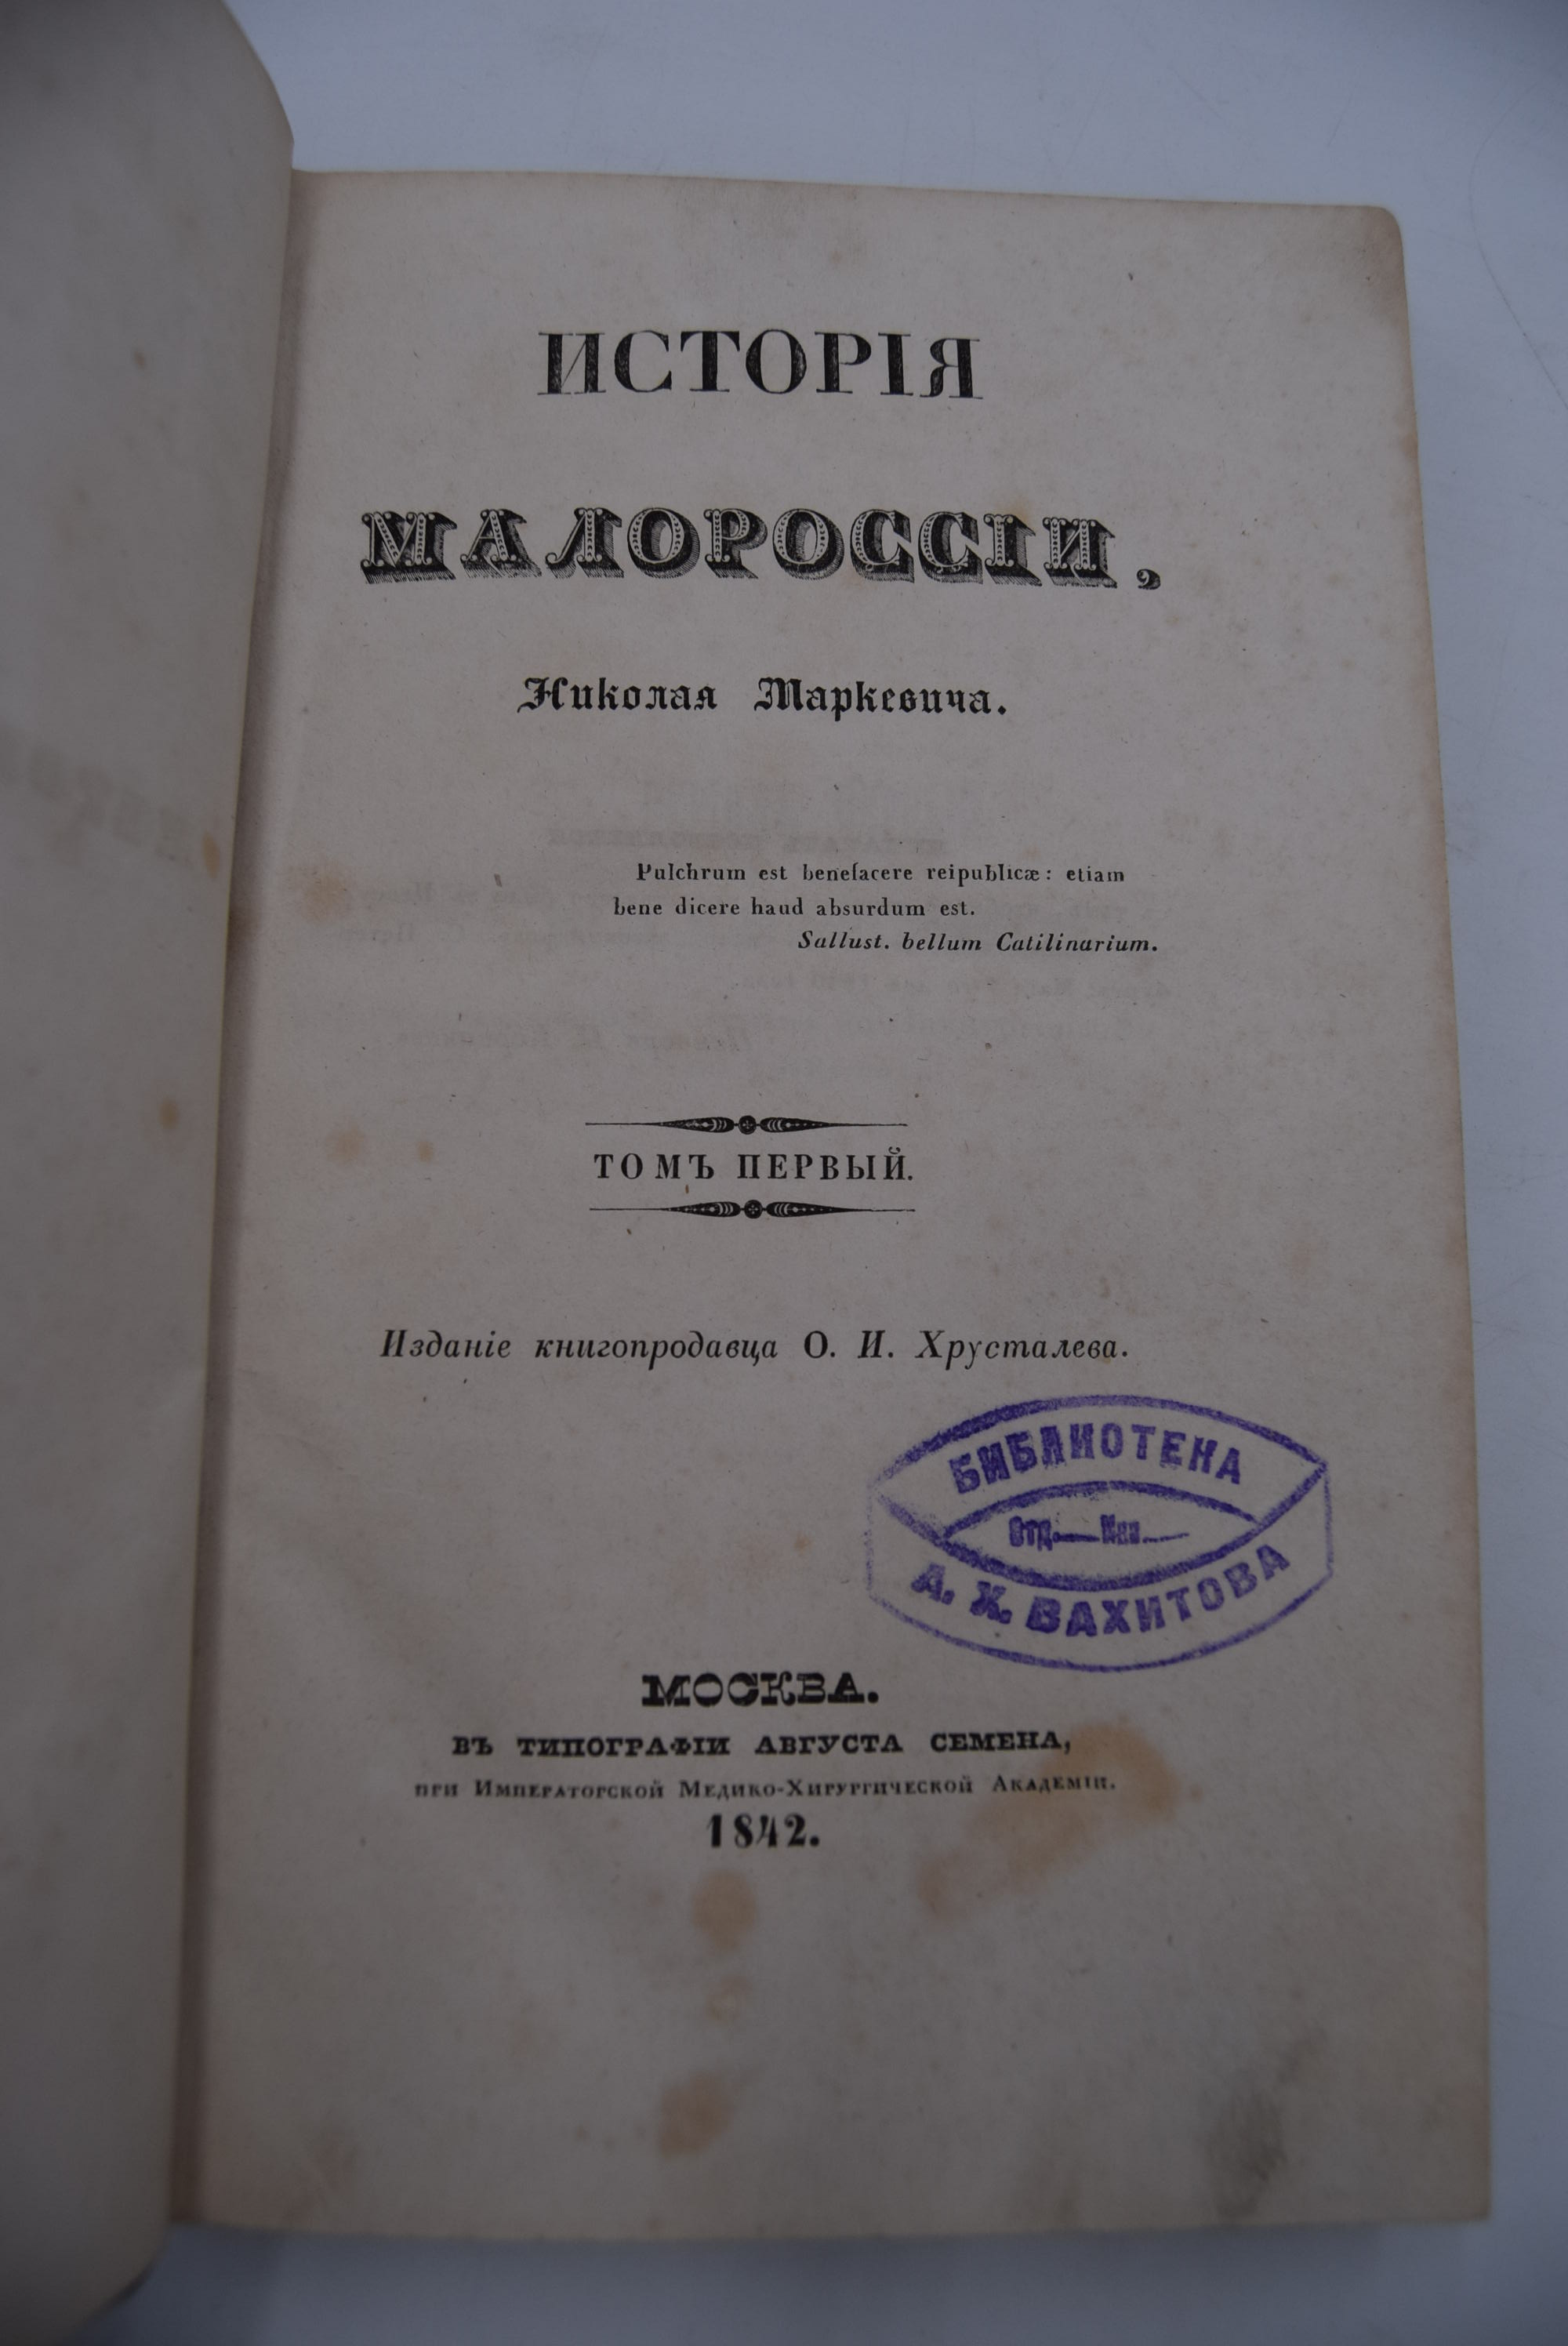 ИСТОРІЯ
МАЛОРОССІИ,
Николая Маркевича.
Pulchrum est benefacere reipublicæ: etiam
bene dicere haud absurdum est.
Sallust. bellum Catilinarium.
ТОМЪ ПЕРВЫЙ.
Изданіе книгопродавца О. И. Хрусталева.
БИБЛИОТЕКА
Отд.
А. Х. ВАХИТОВА
МОСКВА.
ВЪ ТИПОГРАФІИ АВГУСТА СЕМЕНА,
при Императорской Медико-Хирургической Академіи.
1842.